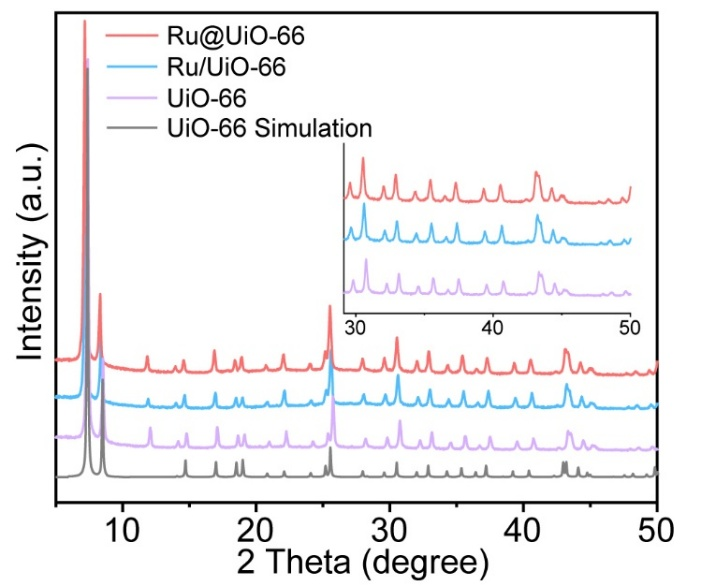 Ru@UiO-66
Ru/UiO-66
UiO-66
UiO-66 Simulation
Intensity (a.u.)
30 40 50
10 20 30 40 50
2 Theta (degree)